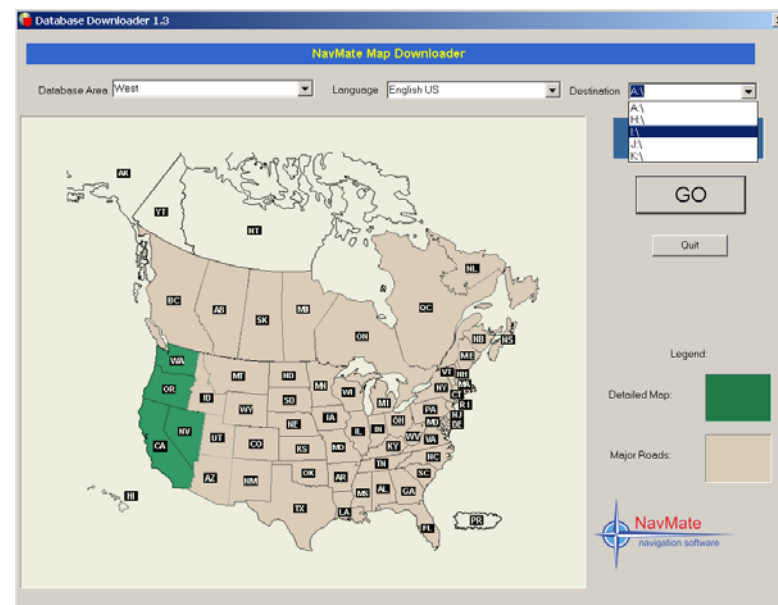 Database Downloader 1.3
NavMate Map Downloader
Database Area West
Language English US
Destination A:\
A:\
H:\
I:\
J:\
K:\
GO
Quit
AK
YT
NT
NL
BC
AB
SK
MB
ON
QC
NB
NS
ME
WA
MT
ND
MN
WI
MI
VT
NH
NY
MA
CT
RI
OR
ID
WY
SD
IA
NE
IL
IN
OH
PA
NJ
MD
DE
NV
UT
CO
KS
MO
KY
WV
VA
CA
AZ
NM
OK
AR
TN
NC
SC
MS
AL
GA
TX
LA
FL
HI
PR
Legend:
Detailed Map:
Major Roads:
NavMate
navigation software